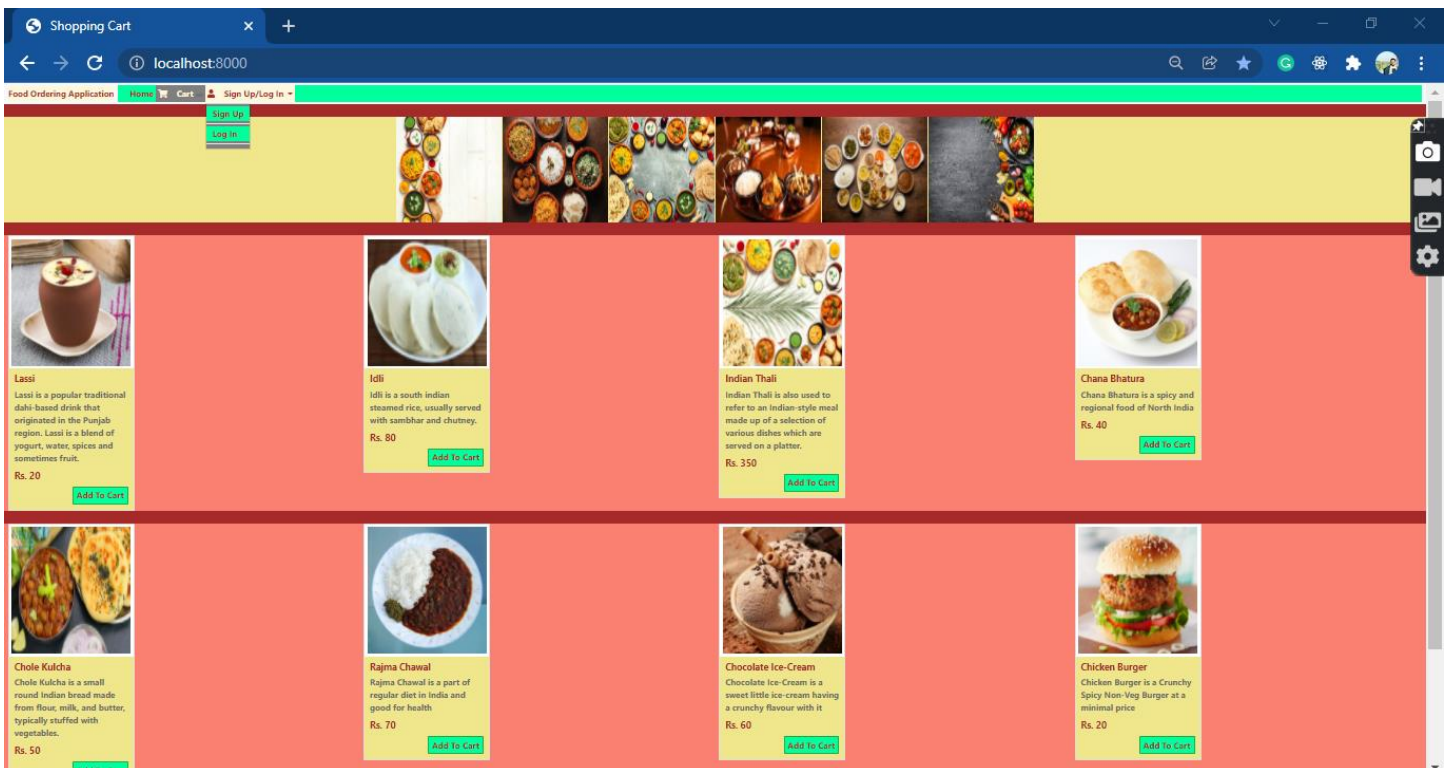 Shopping Cart
localhost:8000
Food Ordering Application Home Cart Sign Up/Log In
Sign Up
Log In
Lassi
Lassi is a popular traditional
dahi-based drink that
originated in the Punjab
region. Lassi is a blend of
yogurt, water, spices and
sometimes fruit.
Rs. 20
Add To Cart
Idli
Idli is a south indian
steamed rice, usually served
with sambhar and chutney.
Rs. 80
Add To Cart
Indian Thali
Indian Thali is also used to
refer to an Indian-style meal
made up of a selection of
various dishes which are
served on a platter.
Rs. 350
Add To Cart
Chana Bhatura
Chana Bhatura is a spicy and
regional food of North India
Rs. 40
Add To Cart
Chole Kulcha
Chole Kulcha is a small
round Indian bread made
from flour, milk, and butter,
typically stuffed with
vegetables.
Rs. 50
Rajma Chawal
Rajma Chawal is a part of
regular diet in India and
good for health
Rs. 70
Add To Cart
Chocolate Ice-Cream
Chocolate Ice-Cream is a
sweet little ice-cream having
a crunchy flavour with it
Rs. 60
Add To Cart
Chicken Burger
Chicken Burger is a Crunchy
Spicy Non-Veg Burger at a
minimal price
Rs. 20
Add To Cart